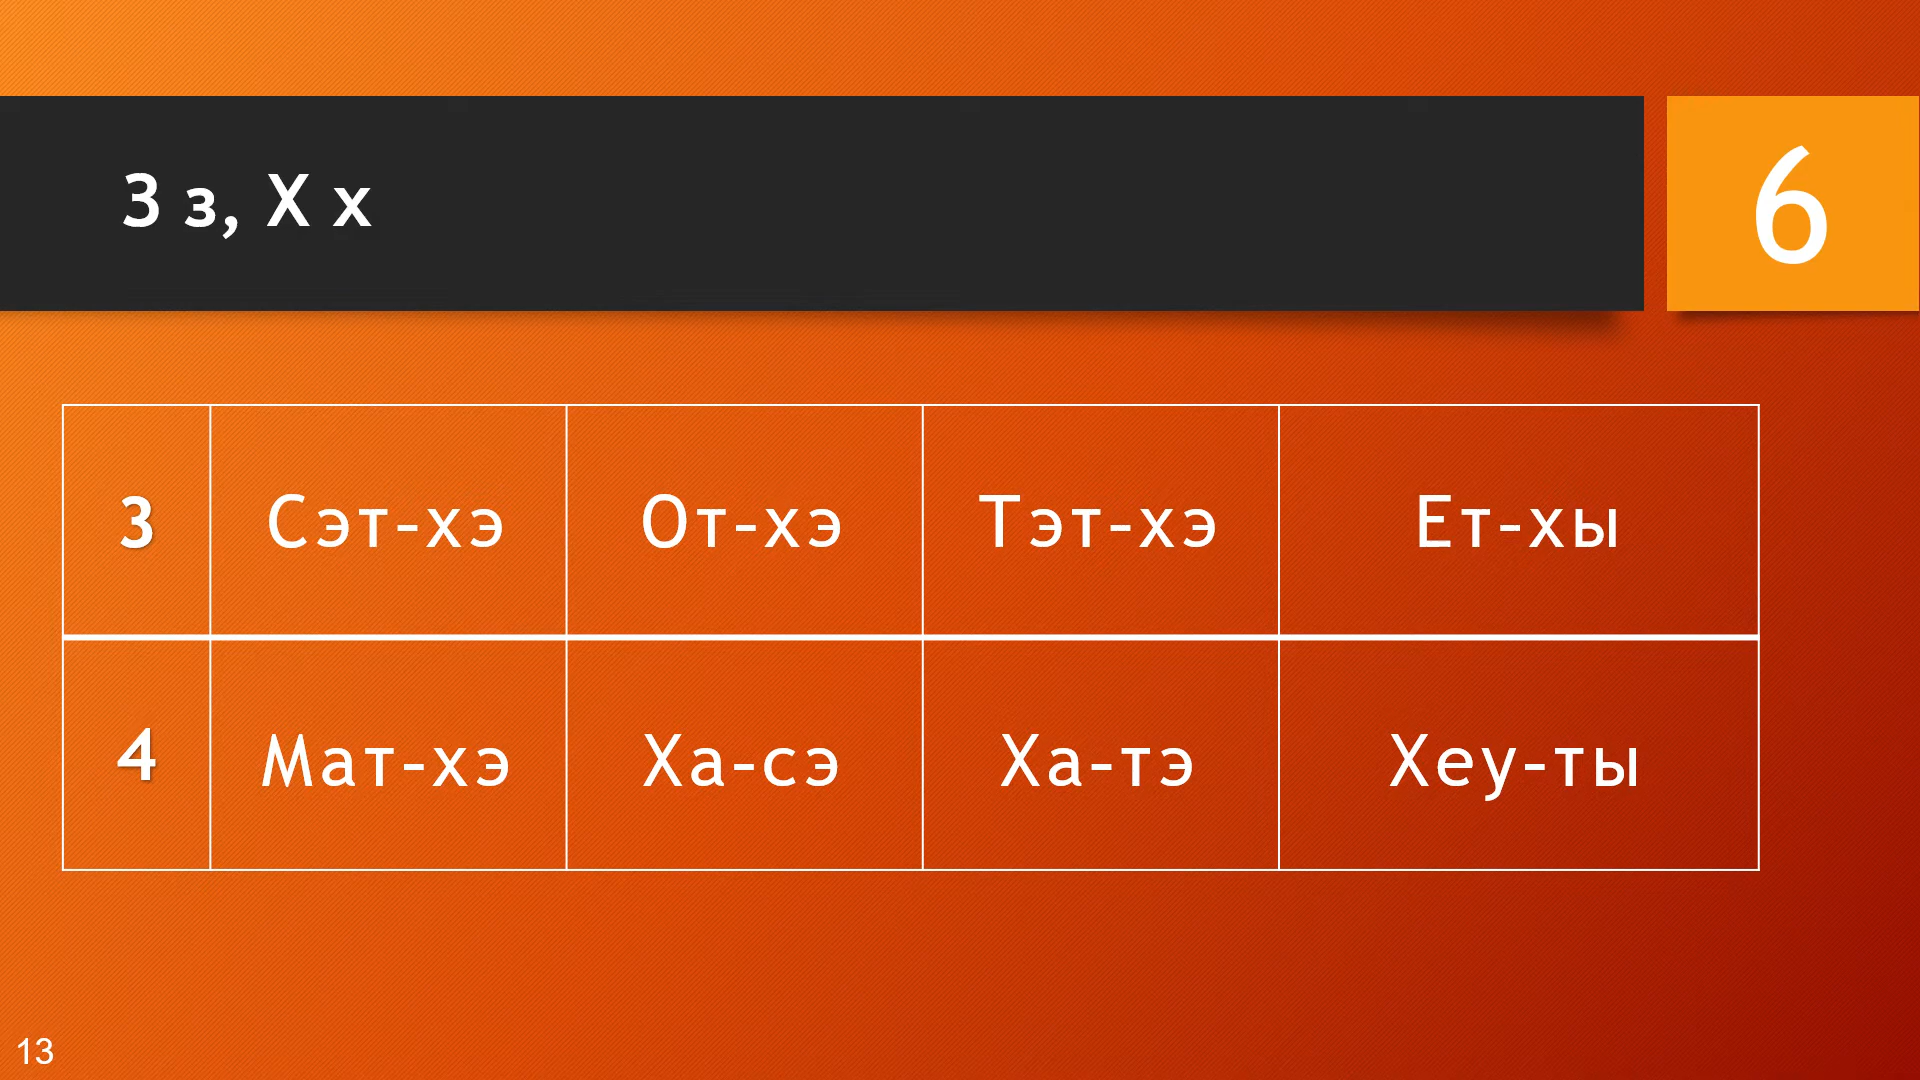 З з, Х х
6
3 Сэт-хэ От-хэ Тэт-хэ Ет-хы
4 Мат-хэ Ха-сэ Ха-тэ Хеу-ты
13